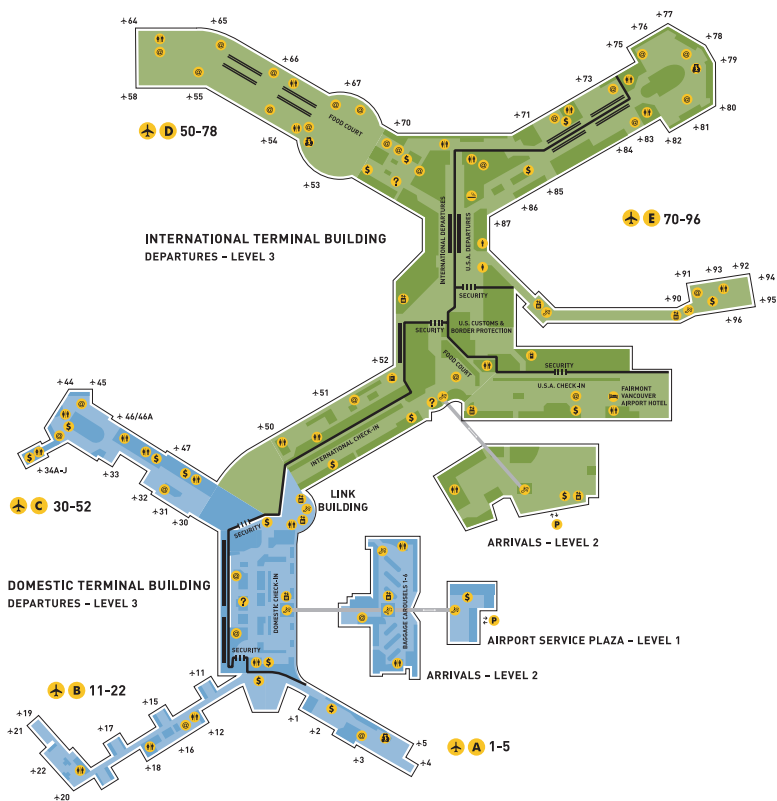 64
65
66
67
58
55
54
53
FOOD COURT
D 50-78
70
71
73
75
76
77
78
79
80
81
82
83
84
85
86
87
E 70-96
INTERNATIONAL TERMINAL BUILDING
DEPARTURES – LEVEL 3
INTERNATIONAL DEPARTURES
U.S.A. DEPARTURES
SECURITY
SECURITY
U.S. CUSTOMS &
BORDER PROTECTION
90
91
93
92
94
95
96
52
51
50
FOOD COURT
SECURITY
U.S.A. CHECK-IN
FAIRMONT
VANCOUVER
AIRPORT HOTEL
INTERNATIONAL CHECK-IN
44
45
46/46A
47
34A-J
33
32
31
30
C 30-52
LINK
BUILDING
SECURITY
P
ARRIVALS – LEVEL 2
DOMESTIC TERMINAL BUILDING
DEPARTURES – LEVEL 3
DOMESTIC CHECK-IN
BAGGAGE CAROUSELS 1-6
P
AIRPORT SERVICE PLAZA – LEVEL 1
ARRIVALS – LEVEL 2
SECURITY
B 11-22
11
15
17
19
21
22
20
18
16
12
1
2
3
5
4
A 1-5